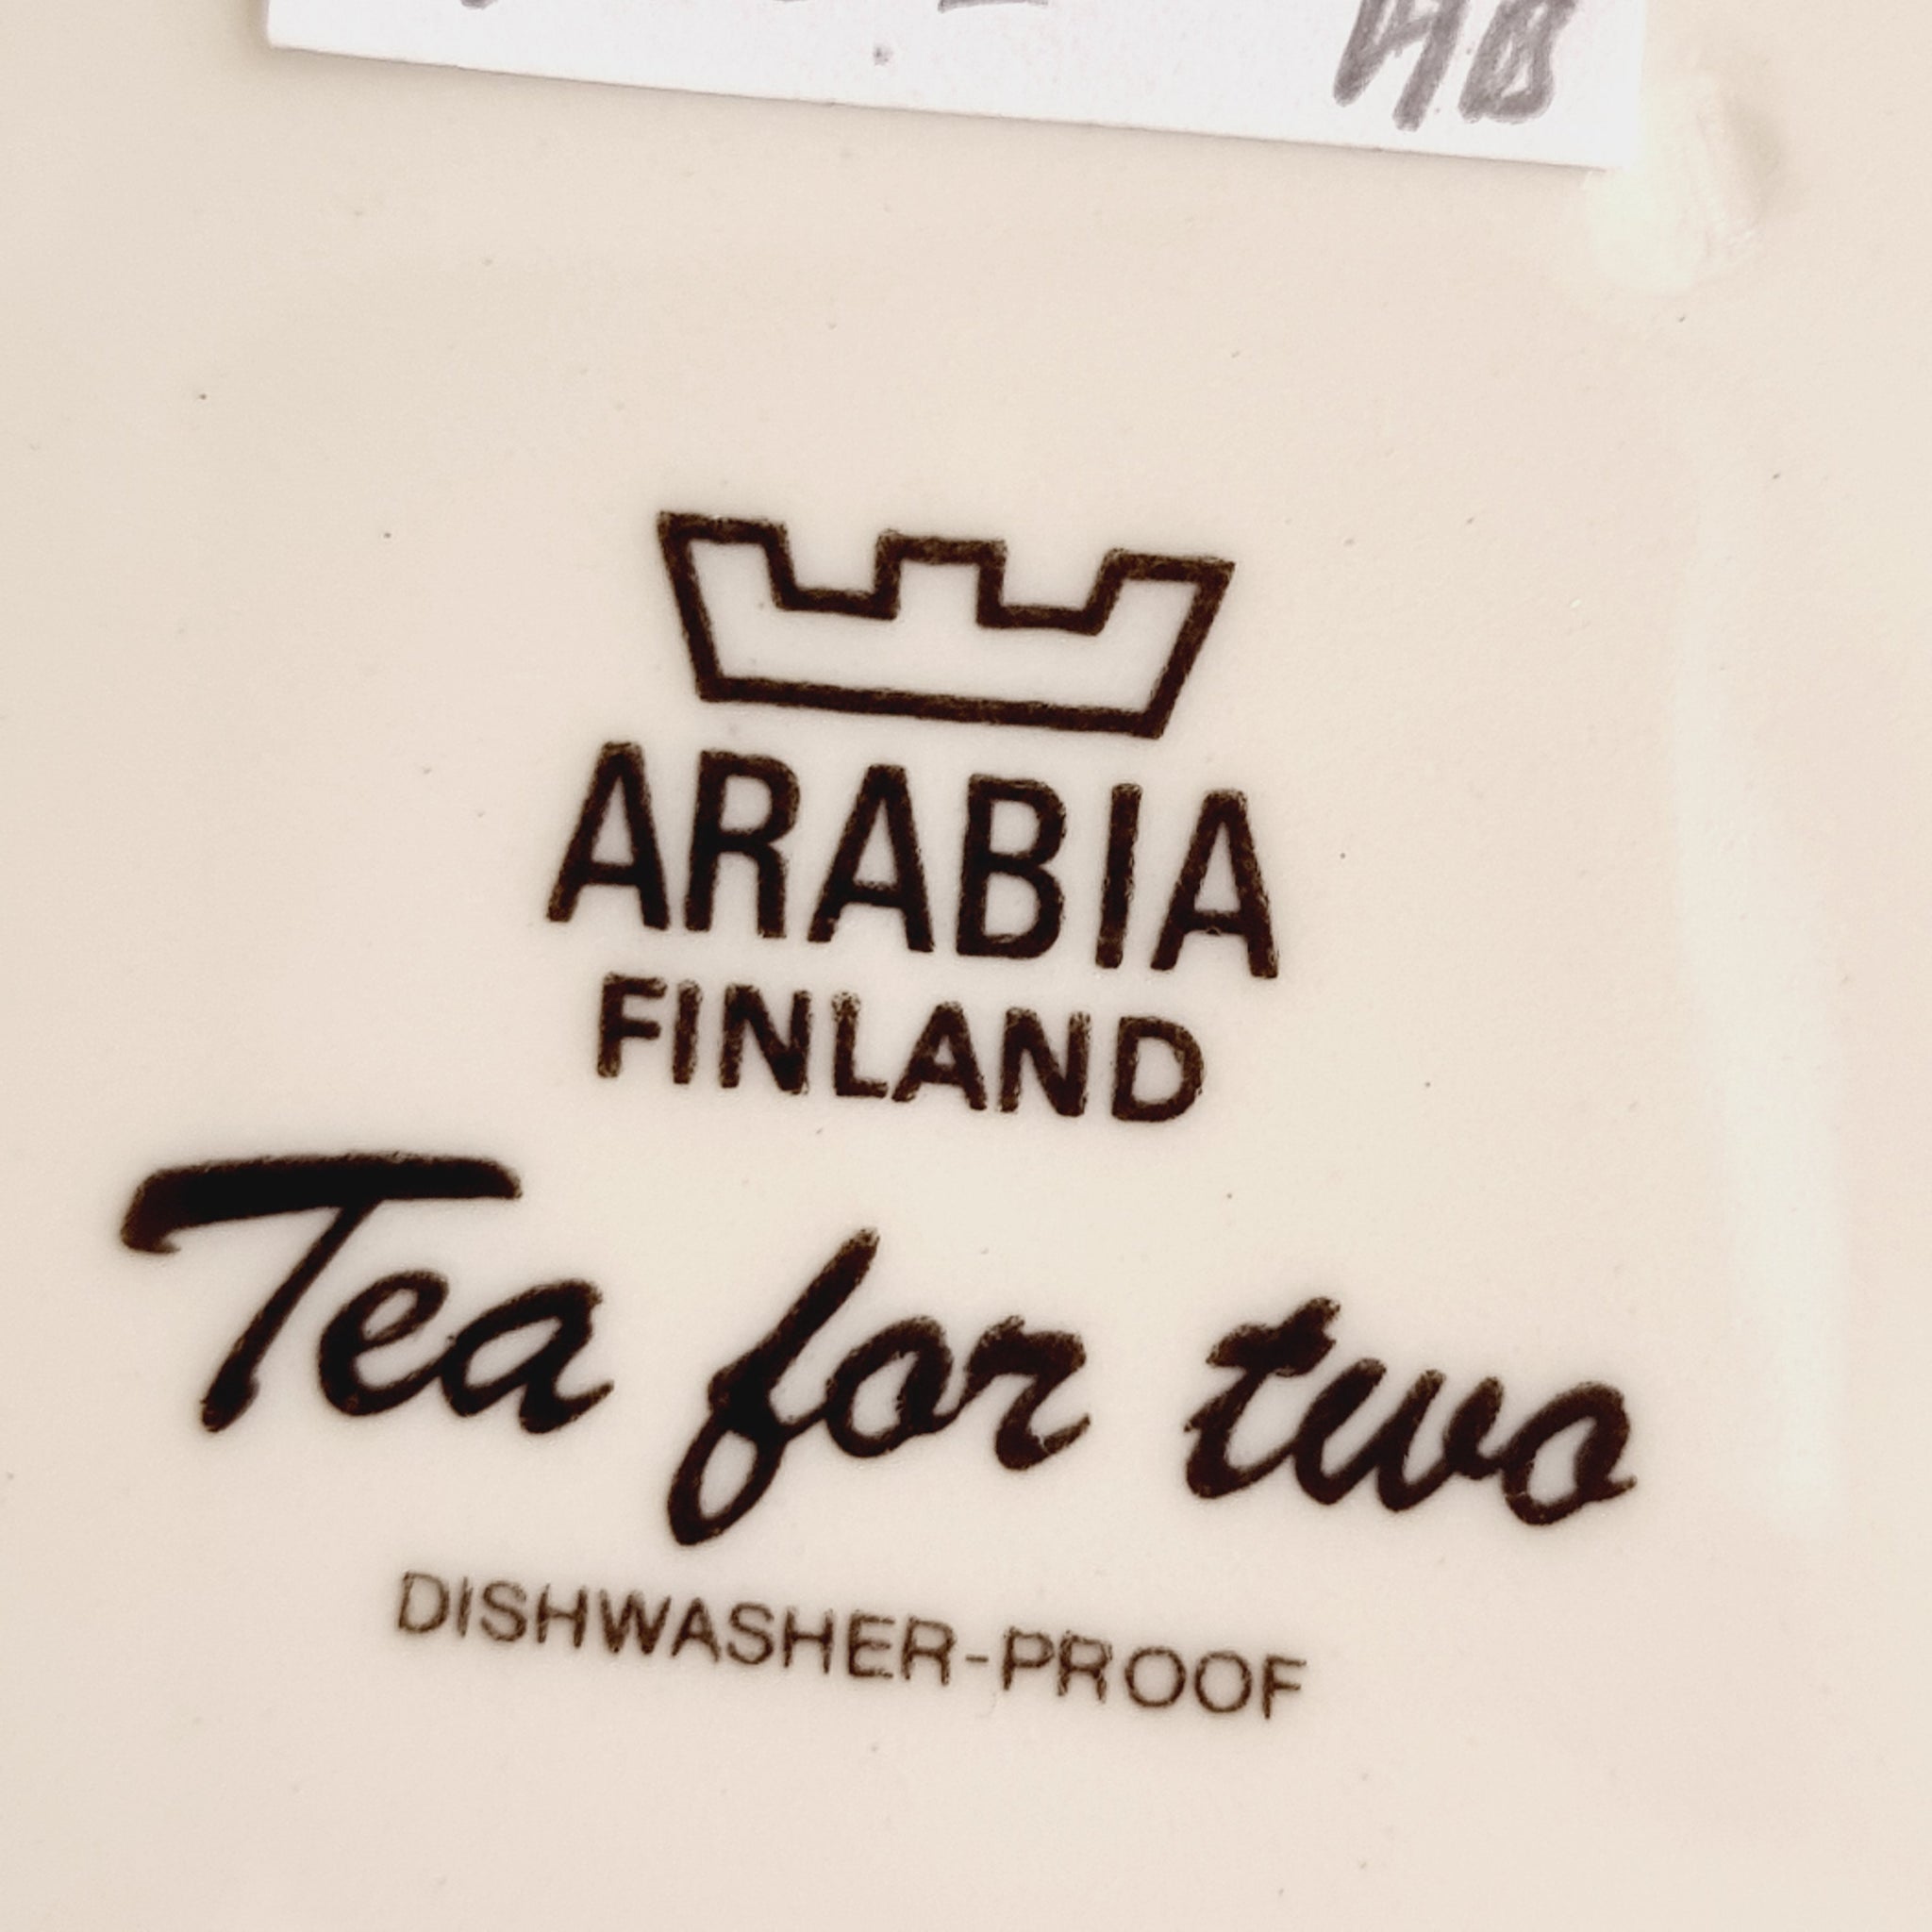 ARABIA
FINLAND
Tea for two
DISHWASHER-PROOF